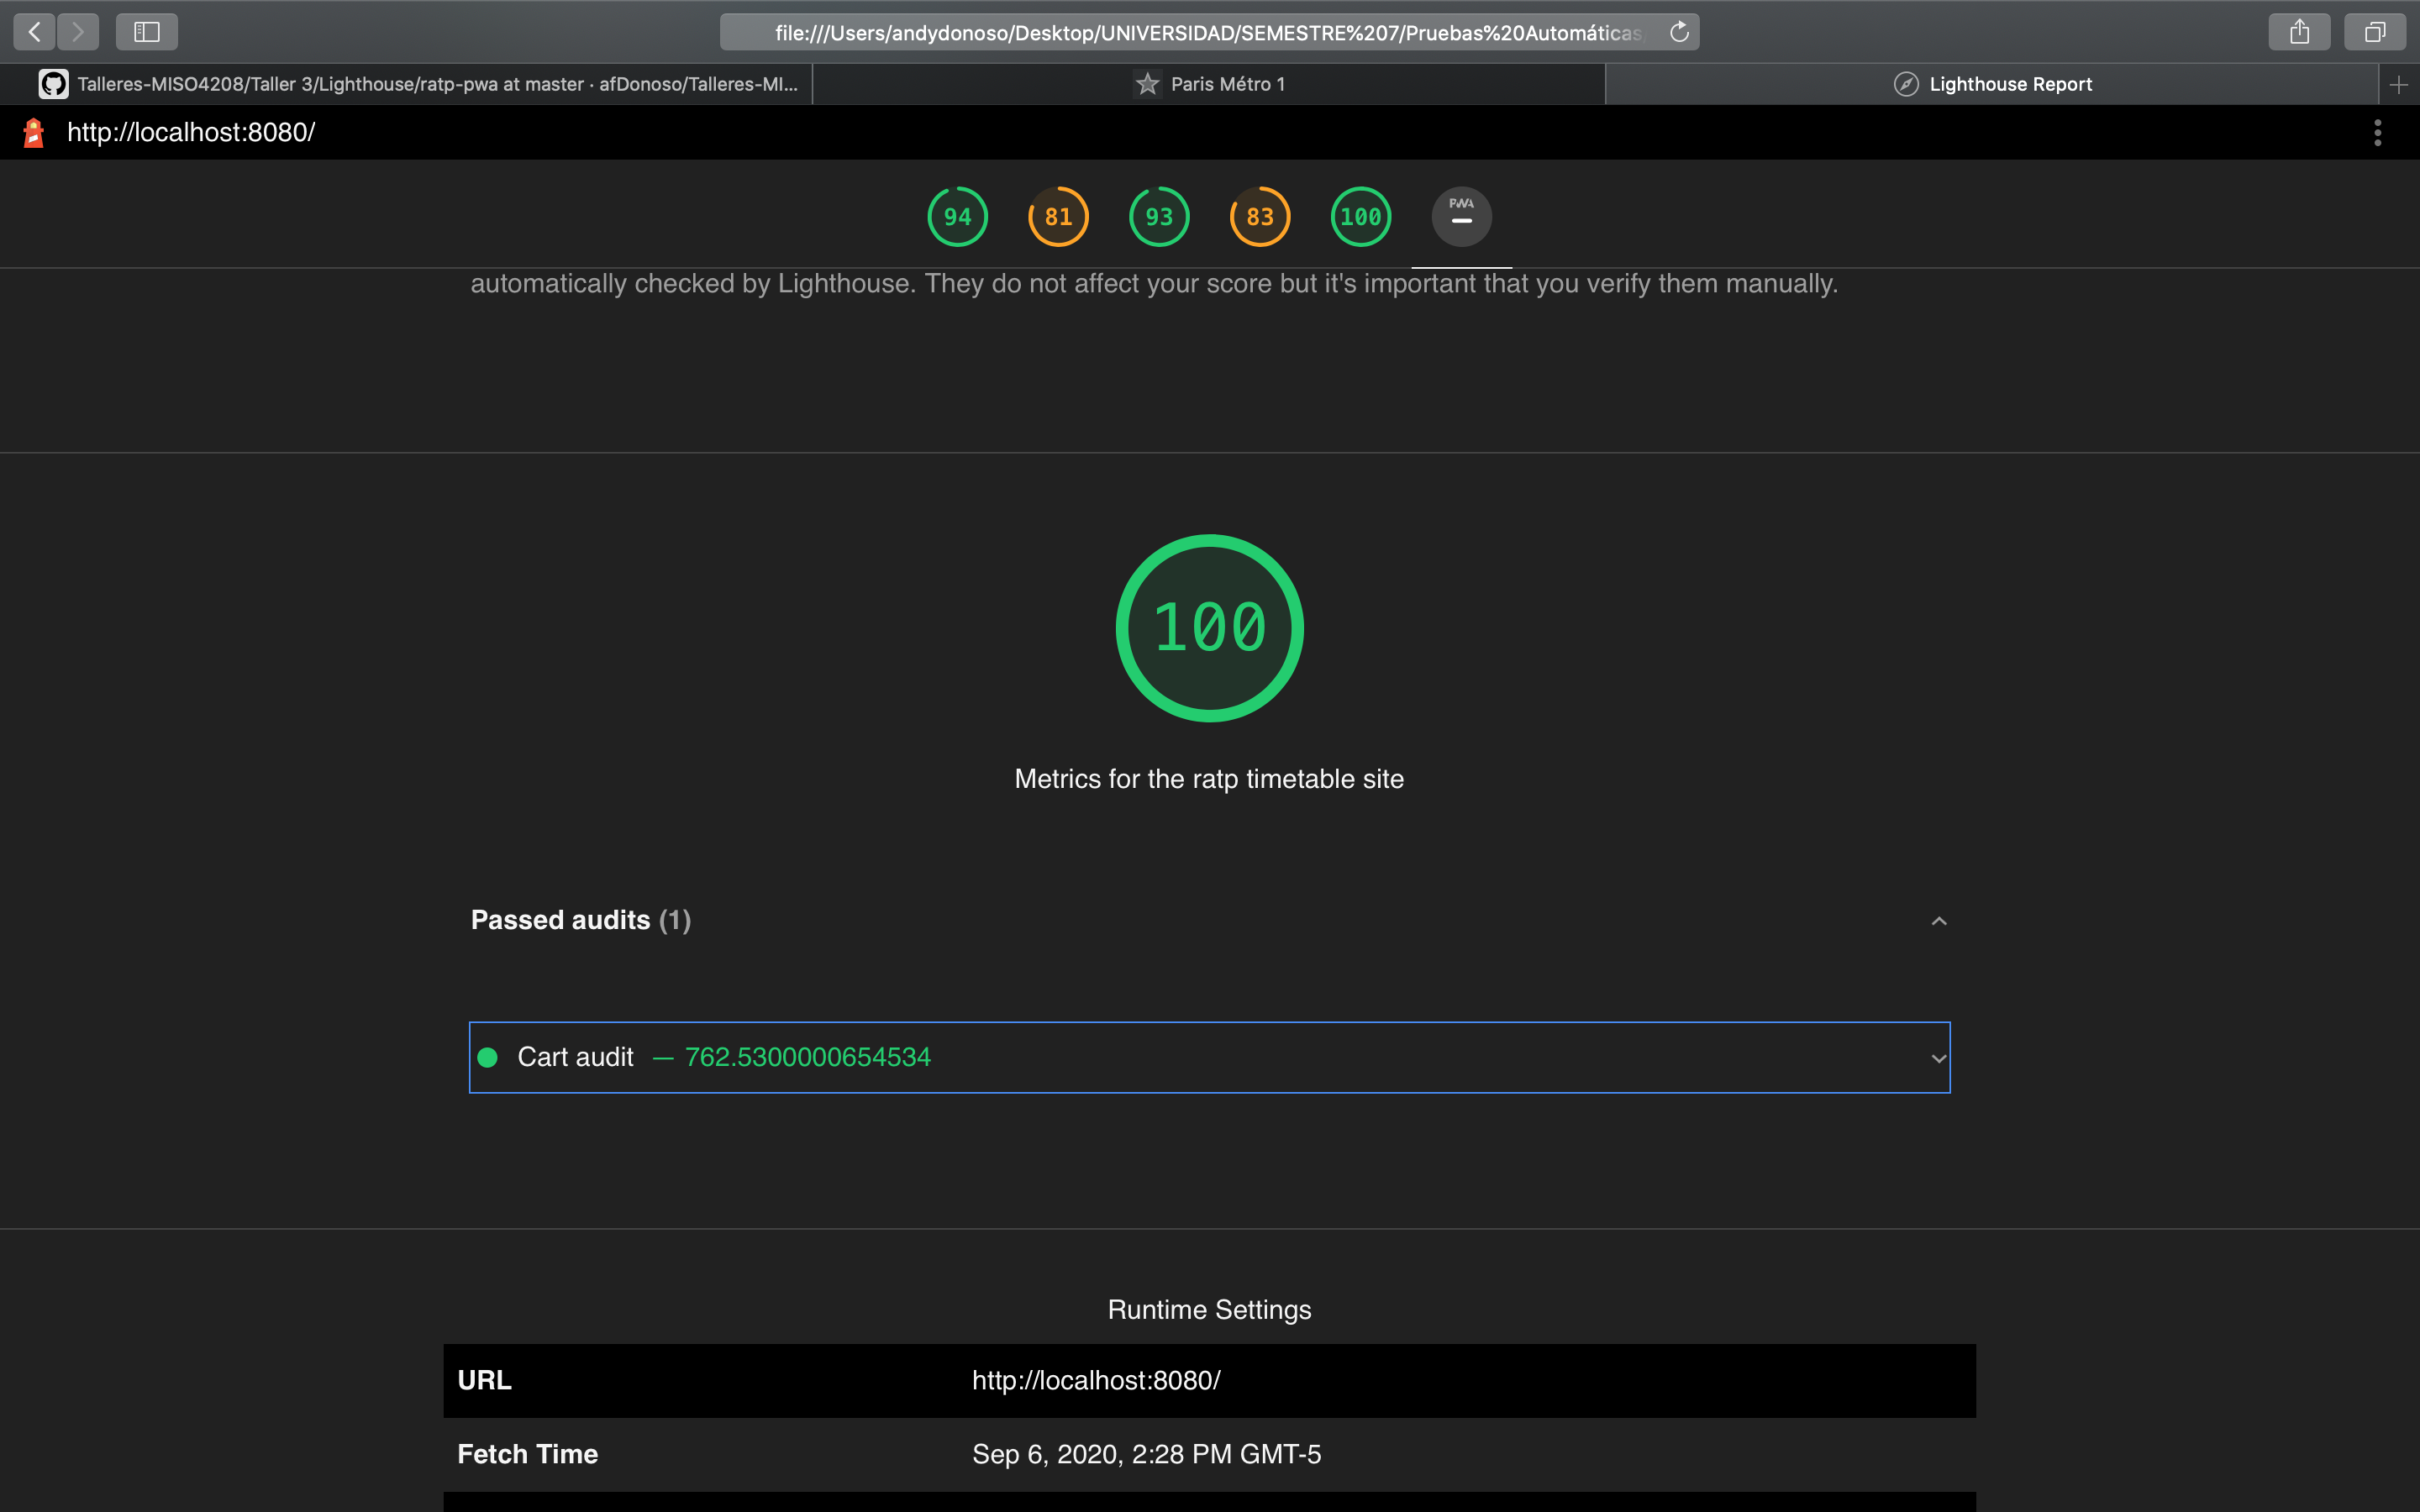 file:///Users/andydonoso/Desktop/UNIVERSIDAD/SEMESTRE%207/Pruebas%20Automáticas
Talleres-MISO4208/Taller 3/Lighthouse/ratp-pwa at master · afDonoso/Talleres-MI...
Paris Métro 1
Lighthouse Report
http://localhost:8080/
94 81 93 83 100 PWA
automatically checked by Lighthouse. They do not affect your score but it's important that you verify them manually.
100
Metrics for the ratp timetable site
Passed audits (1)
Cart audit — 762.5300000654534
Runtime Settings
URL http://localhost:8080/
Fetch Time Sep 6, 2020, 2:28 PM GMT-5